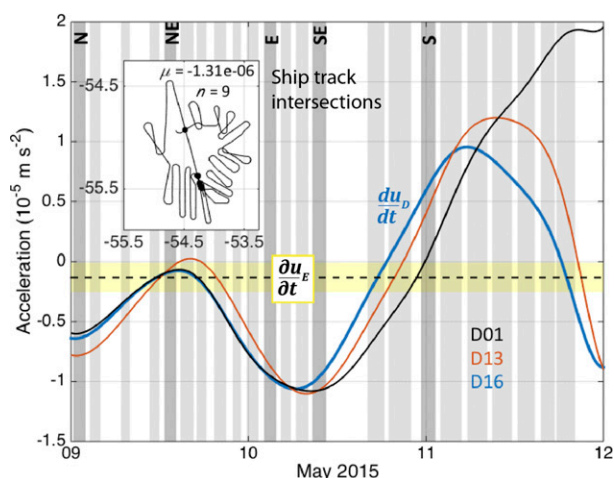 N NE E SE S
2
1.5
1
0.5
0
-0.5
-1
-1.5
Acceleration (10⁻⁵ m s⁻²)
μ = -1.31e-06
n = 9
-54.5
-55.5
-55.5 -54.5 -53.5
Ship track
intersections
du_D
dt
∂u_E
∂t
D01
D13
D16
09 10 11 12
May 2015